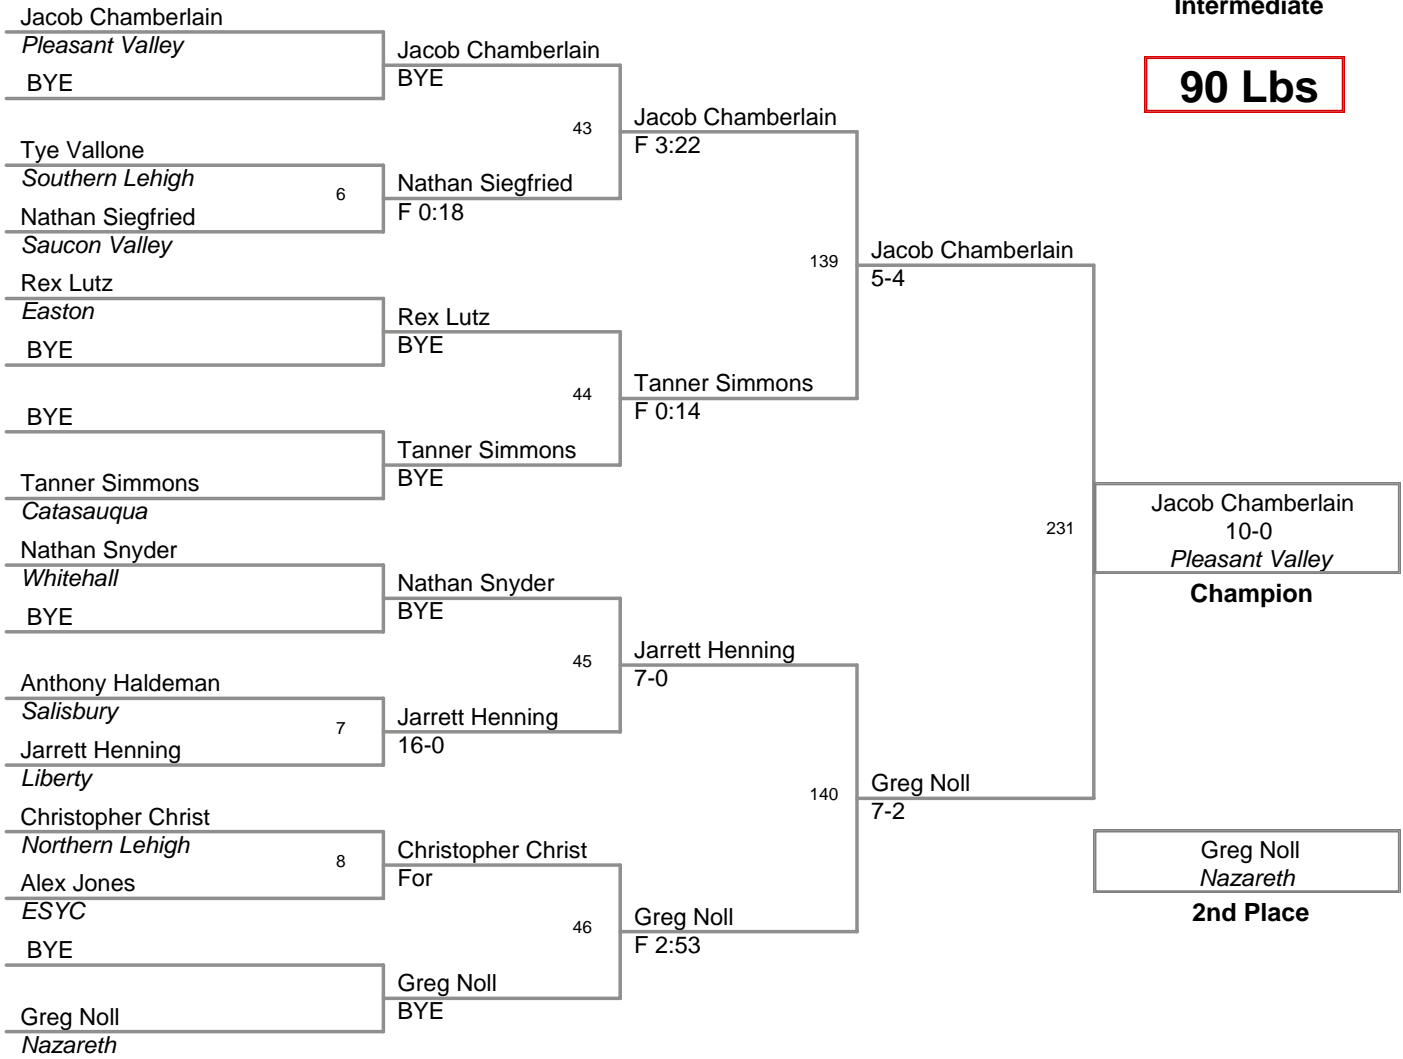 Intermediate
90 Lbs
Jacob Chamberlain
Pleasant Valley
BYE
Tye Vallone
Southern Lehigh
6
Nathan Siegfried
Saucon Valley
Rex Lutz
Easton
BYE
BYE
Tanner Simmons
Catasauqua
Nathan Snyder
Whitehall
BYE
Anthony Haldeman
Salisbury
7
Jarrett Henning
Liberty
Christopher Christ
Northern Lehigh
8
Alex Jones
ESYC
BYE
Greg Noll
Nazareth
Jacob Chamberlain
BYE
43
Nathan Siegfried
F 0:18
Rex Lutz
BYE
44
Tanner Simmons
BYE
Nathan Snyder
BYE
45
Jarrett Henning
16-0
Christopher Christ
For
46
Greg Noll
BYE
Jacob Chamberlain
F 3:22
139
Tanner Simmons
F 0:14
Jarrett Henning
7-0
140
Greg Noll
F 2:53
Jacob Chamberlain
5-4
231
Greg Noll
7-2
Jacob Chamberlain
10-0
Pleasant Valley
Champion
Greg Noll
Nazareth
2nd Place